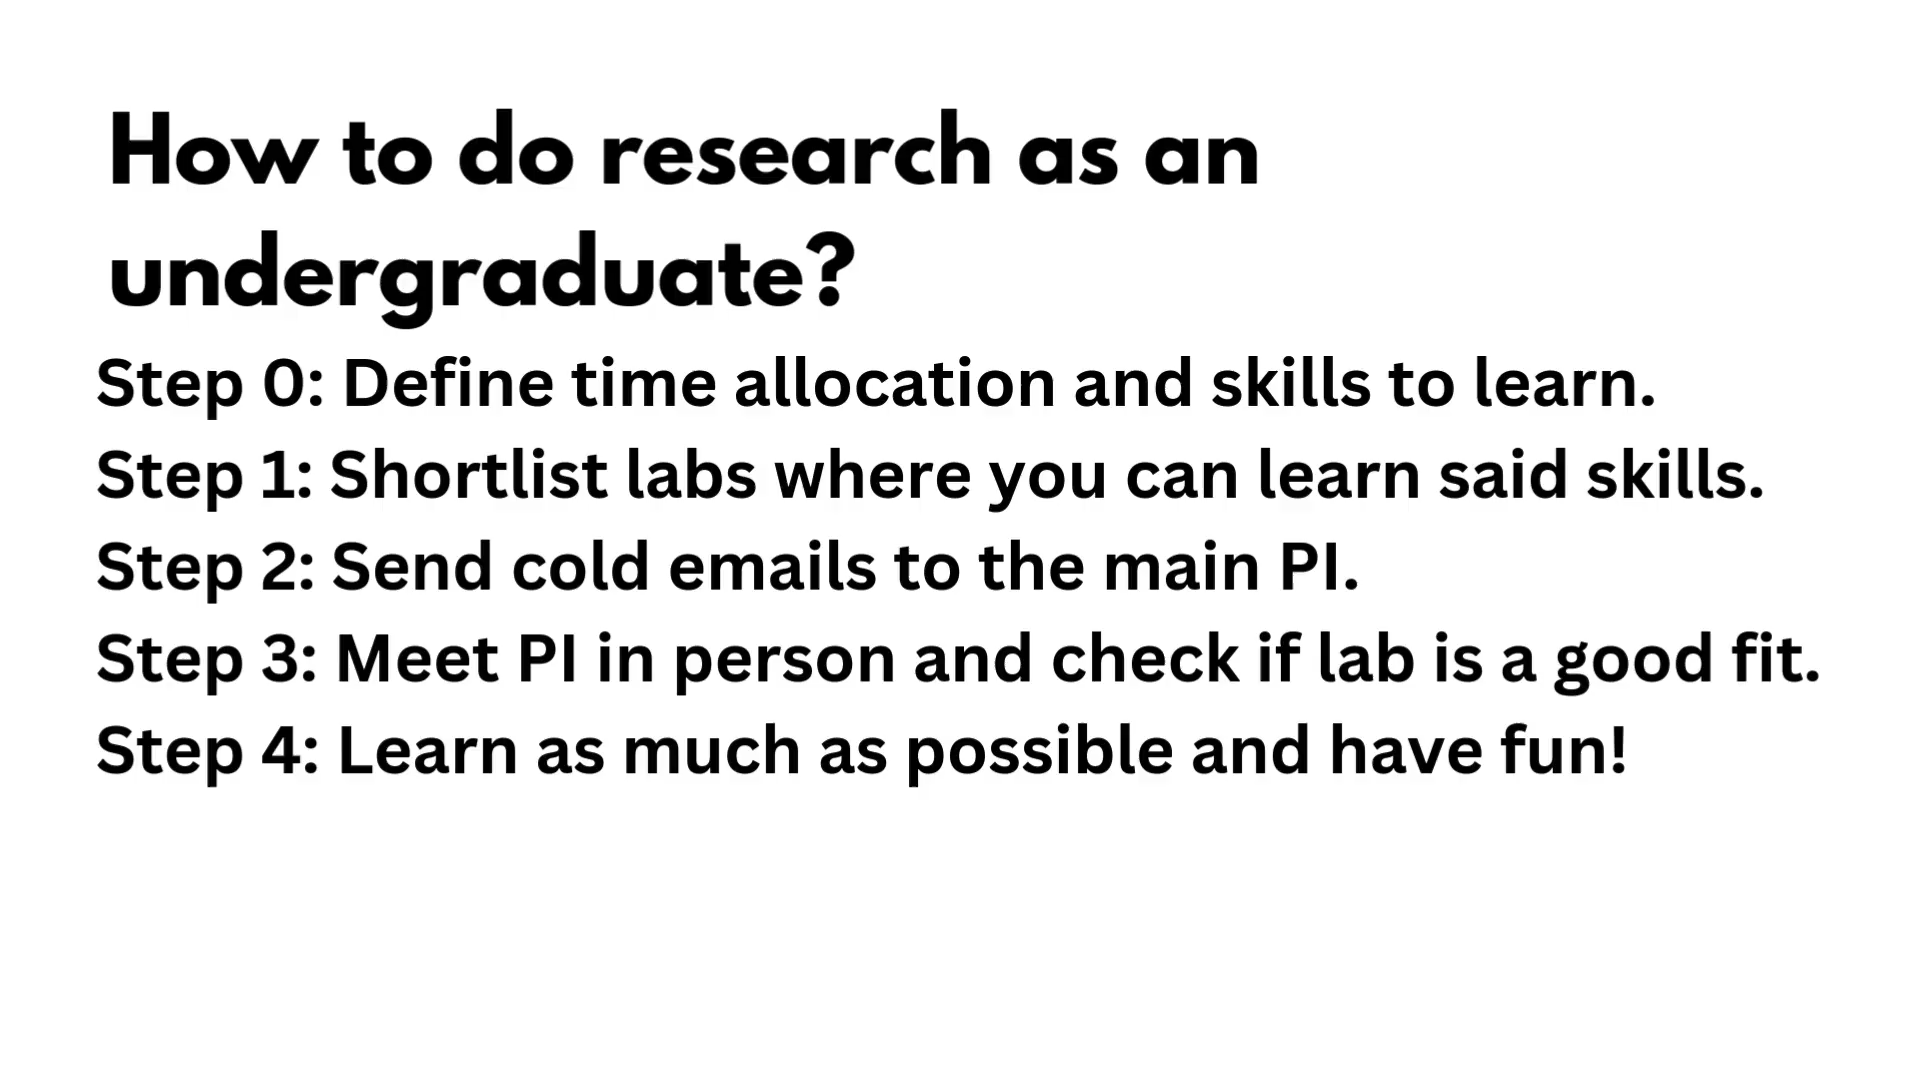 How to do research as an
undergraduate?
Step 0: Define time allocation and skills to learn.
Step 1: Shortlist labs where you can learn said skills.
Step 2: Send cold emails to the main PI.
Step 3: Meet PI in person and check if lab is a good fit.
Step 4: Learn as much as possible and have fun!